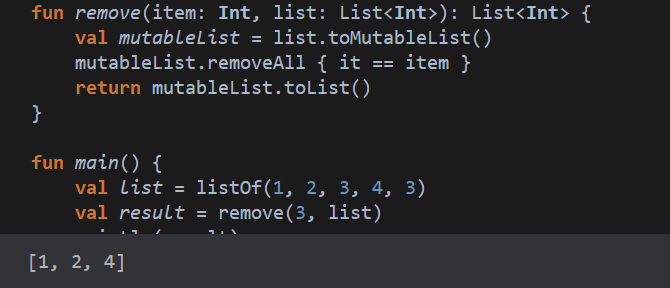 fun remove(item: Int, list: List<Int>): List<Int> {
    val mutableList = list.toMutableList()
    mutableList.removeAll { it == item }
    return mutableList.toList()
}
fun main() {
    val list = listOf(1, 2, 3, 4, 3)
    val result = remove(3, list)
[1, 2, 4]